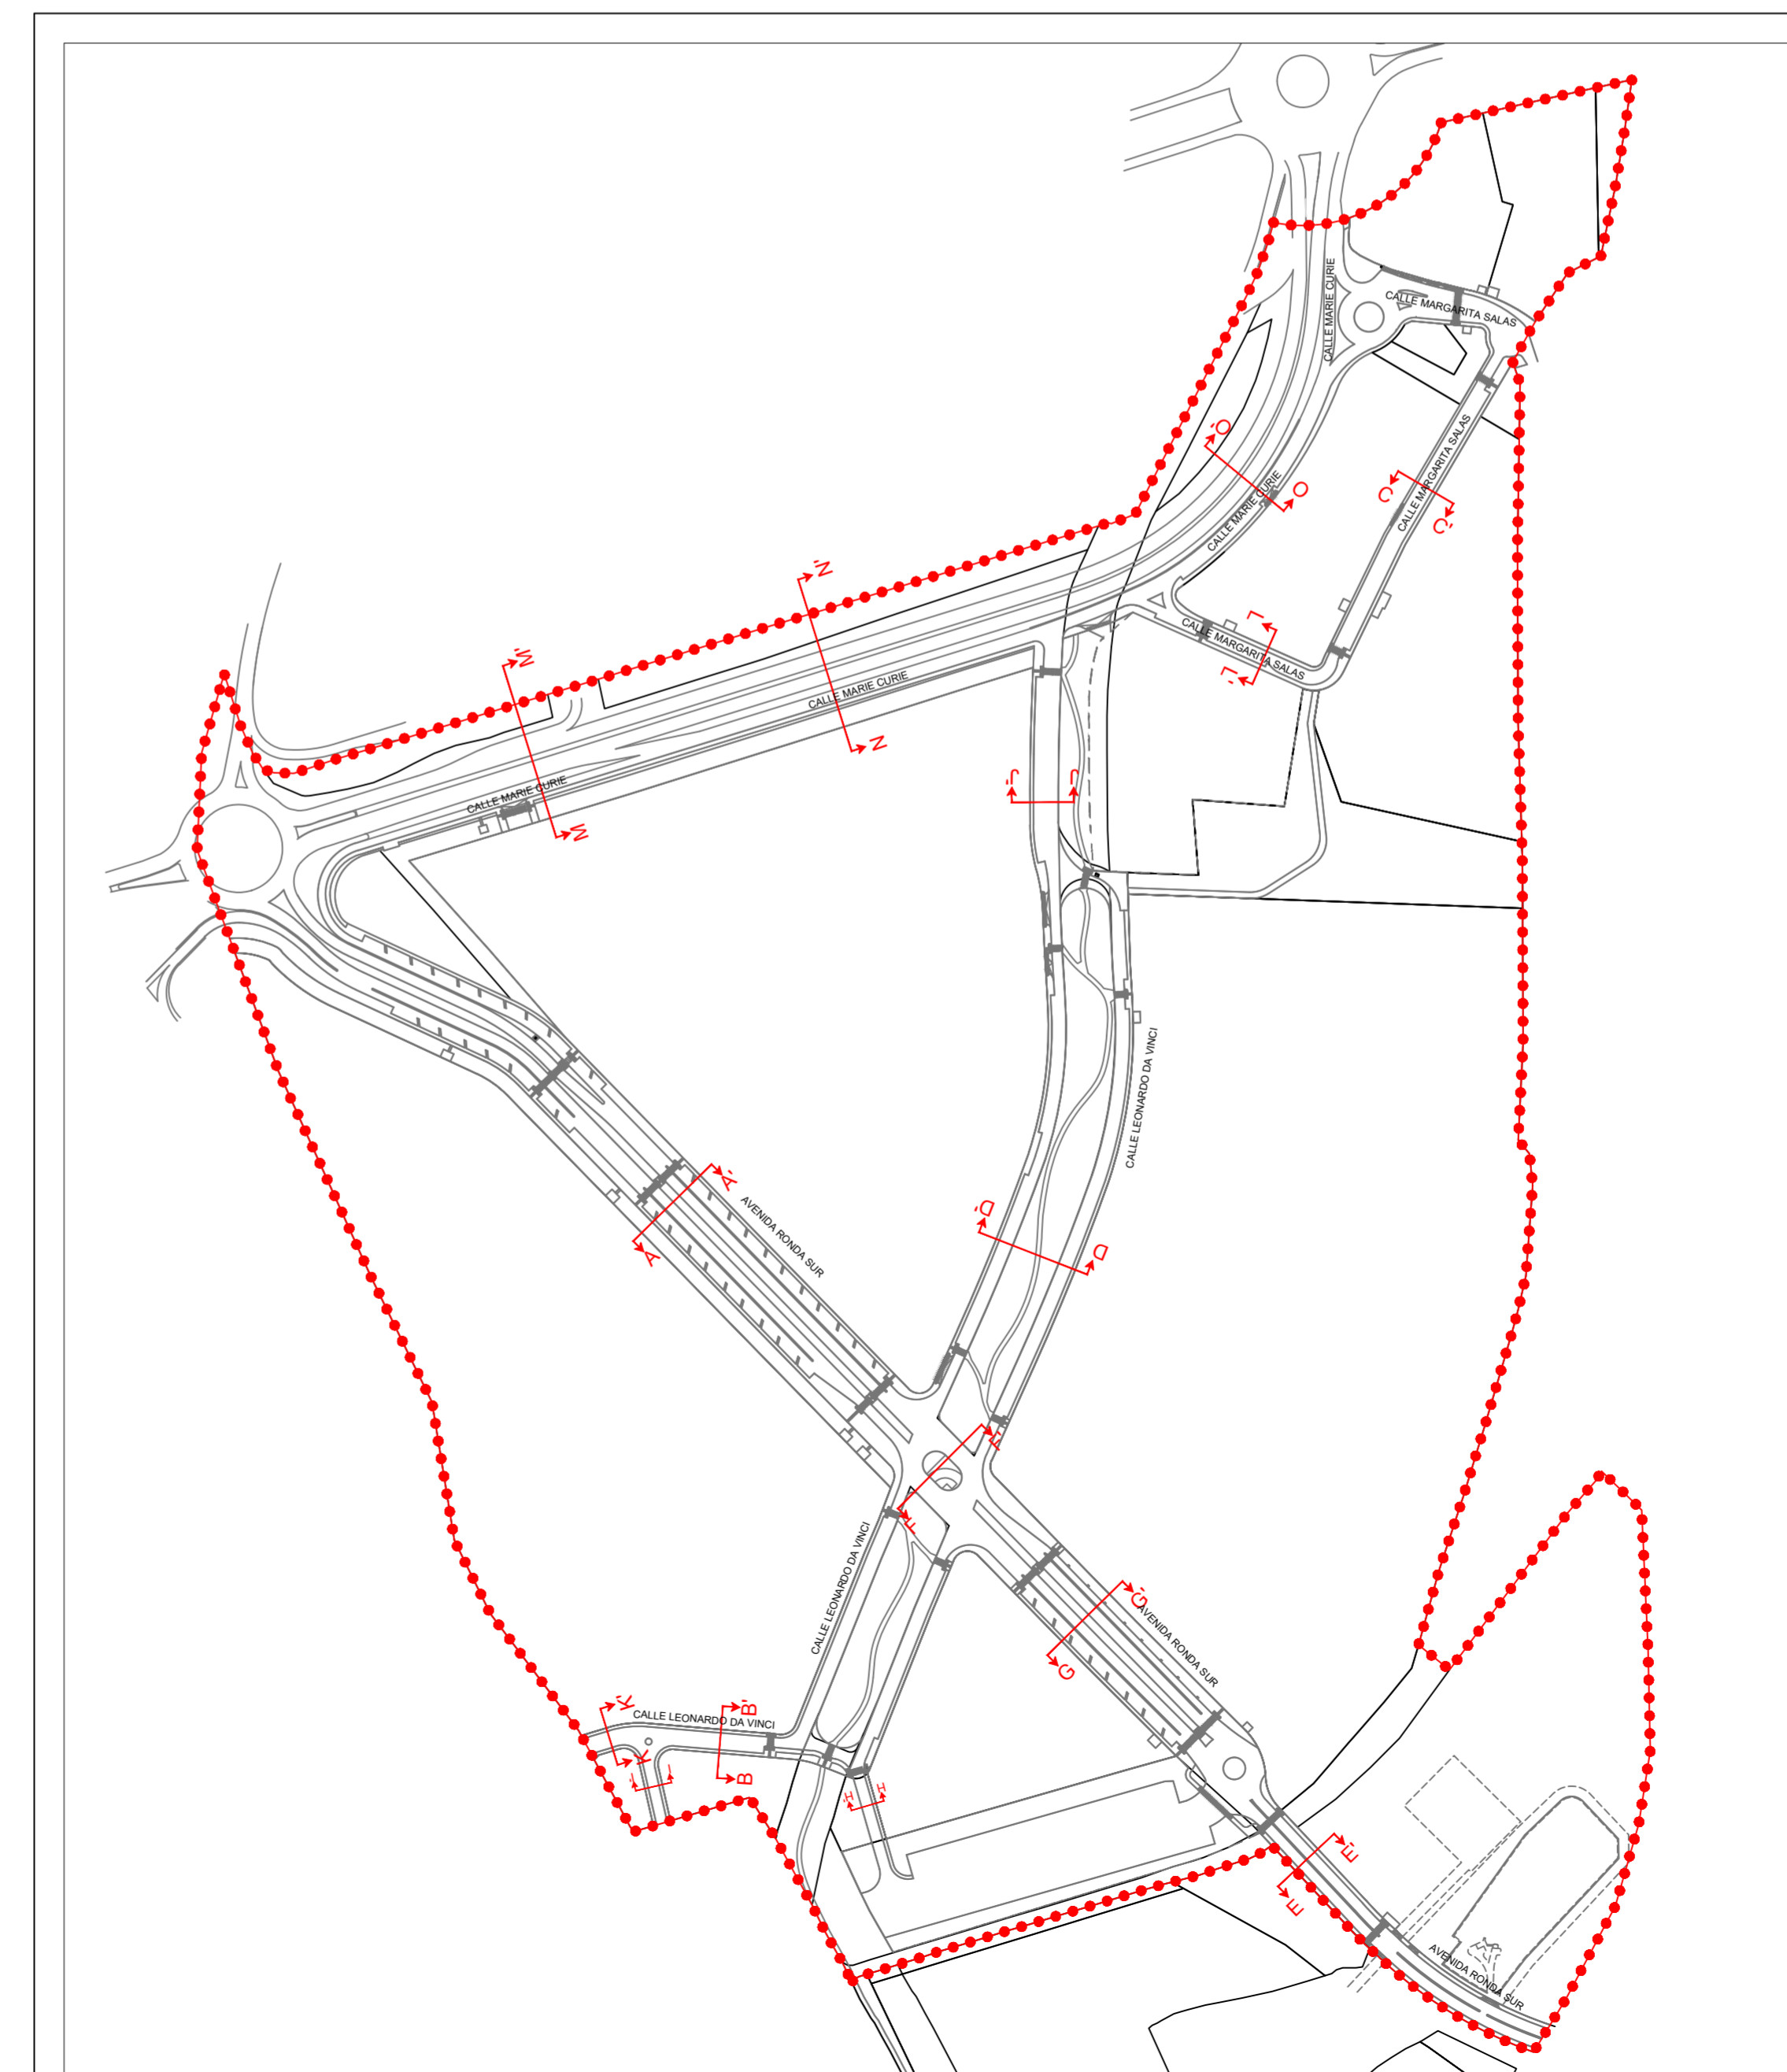 CALLE MARIE CURIE
CALLE MARGARITA SALAS
O'
O
CALLE MARIE CURIE
C
C'
CALLE MARGARITA SALAS
N'
L
CALLE MARGARITA SALAS
L'
M'
CALLE MARIE CURIE
N
J'
J
CALLE MARIE CURIE
M
CALLE LEONARDO DA VINCI
A'
A
AVENIDA RONDA SUR
D'
D
F'
F
CALLE LEONARDO DA VINCI
G'
G
AVENIDA RONDA SUR
K'
CALLE LEONARDO DA VINCI
B'
K
B
I'
I
H'
H
E'
E
AVENIDA RONDA SUR